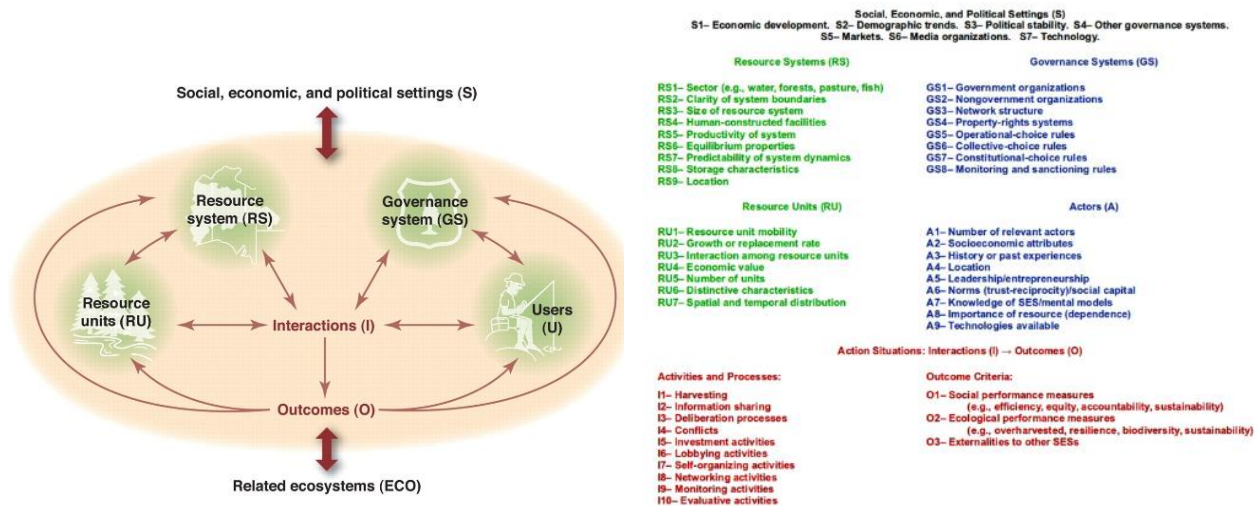 Social, economic, and political settings (S)
Resource
system (RS)
Governance
system (GS)
Resource
units (RU)
Interactions (I)
Users
(U)
Outcomes (O)
Related ecosystems (ECO)
Social, Economic, and Political Settings (S)
S1– Economic development. S2– Demographic trends. S3– Political stability. S4– Other governance systems.
S5– Markets. S6– Media organizations. S7– Technology.
Resource Systems (RS)
RS1– Sector (e.g., water, forests, pasture, fish)
RS2– Clarity of system boundaries
RS3– Size of resource system
RS4– Human-constructed facilities
RS5– Productivity of system
RS6– Equilibrium properties
RS7– Predictability of system dynamics
RS8– Storage characteristics
RS9– Location
Governance Systems (GS)
GS1– Government organizations
GS2– Nongovernment organizations
GS3– Network structure
GS4– Property-rights systems
GS5– Operational-choice rules
GS6– Collective-choice rules
GS7– Constitutional-choice rules
GS8– Monitoring and sanctioning rules
Resource Units (RU)
RU1– Resource unit mobility
RU2– Growth or replacement rate
RU3– Interaction among resource units
RU4– Economic value
RU5– Number of units
RU6– Distinctive characteristics
RU7– Spatial and temporal distribution
Actors (A)
A1– Number of relevant actors
A2– Socioeconomic attributes
A3– History or past experiences
A4– Location
A5– Leadership/entrepreneurship
A6– Norms (trust-reciprocity)/social capital
A7– Knowledge of SES/mental models
A8– Importance of resource (dependence)
A9– Technologies available
Action Situations: Interactions (I) → Outcomes (O)
Activities and Processes:
I1– Harvesting
I2– Information sharing
I3– Deliberation processes
I4– Conflicts
I5– Investment activities
I6– Lobbying activities
I7– Self-organizing activities
I8– Networking activities
I9– Monitoring activities
I10– Evaluative activities
Outcome Criteria:
O1– Social performance measures
(e.g., efficiency, equity, accountability, sustainability)
O2– Ecological performance measures
(e.g., overharvested, resilience, biodiversity, sustainability)
O3– Externalities to other SESs